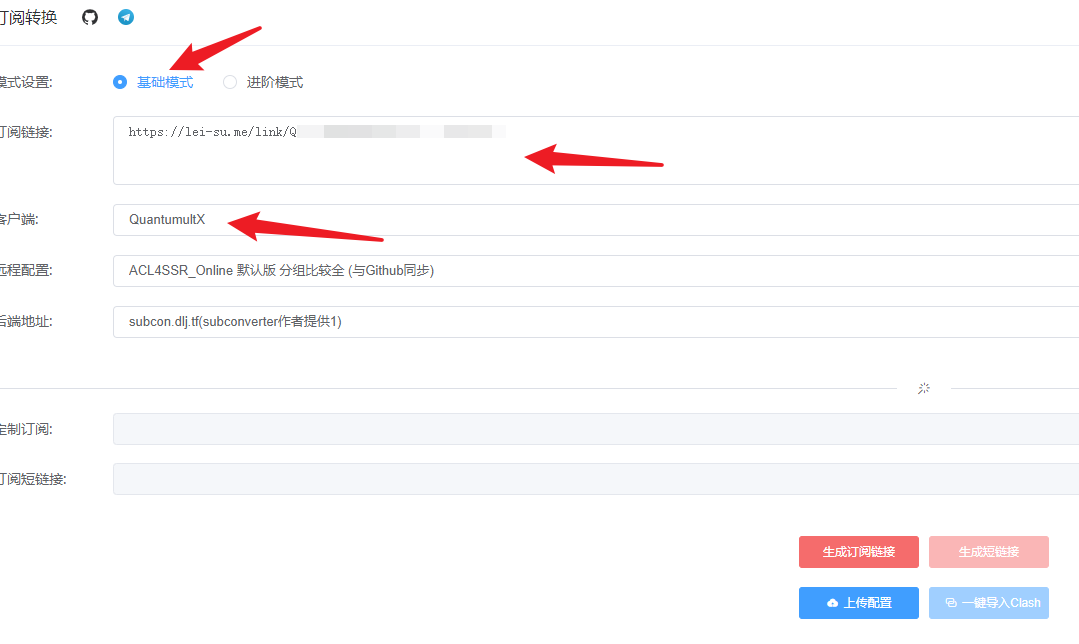 订阅转换
模式设置: 基础模式 进阶模式
订阅链接: https://lei-su.me/link/Q
客户端: QuantumultX
远程配置: ACL4SSR_Online 默认版 分组比较全 (与Github同步)
后端地址: subcon.dlj.tf(subconverter作者提供1)
定制订阅:
订阅短链接:
生成订阅链接 生成短链接
上传配置 一键导入Clash